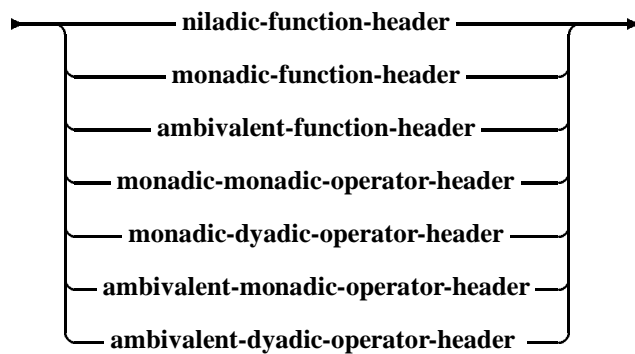 niladic-function-header
monadic-function-header
ambivalent-function-header
monadic-monadic-operator-header
monadic-dyadic-operator-header
ambivalent-monadic-operator-header
ambivalent-dyadic-operator-header